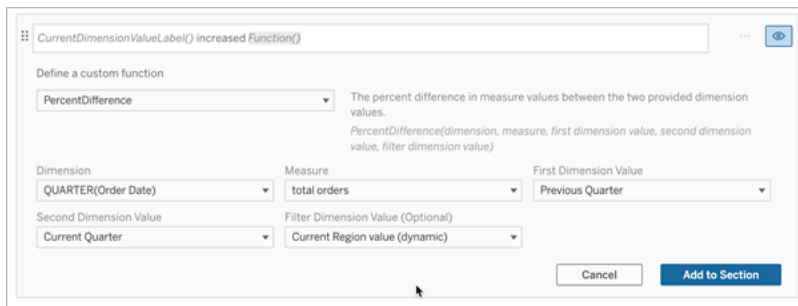 CurrentDimensionValueLabel() increased Function()
Define a custom function
PercentDifference
The percent difference in measure values between the two provided dimension
values.
PercentDifference(dimension, measure, first dimension value, second dimension
value, filter dimension value)
Dimension
Measure
First Dimension Value
QUARTER(Order Date)
total orders
Previous Quarter
Second Dimension Value
Filter Dimension Value (Optional)
Current Quarter
Current Region value (dynamic)
Cancel
Add to Section